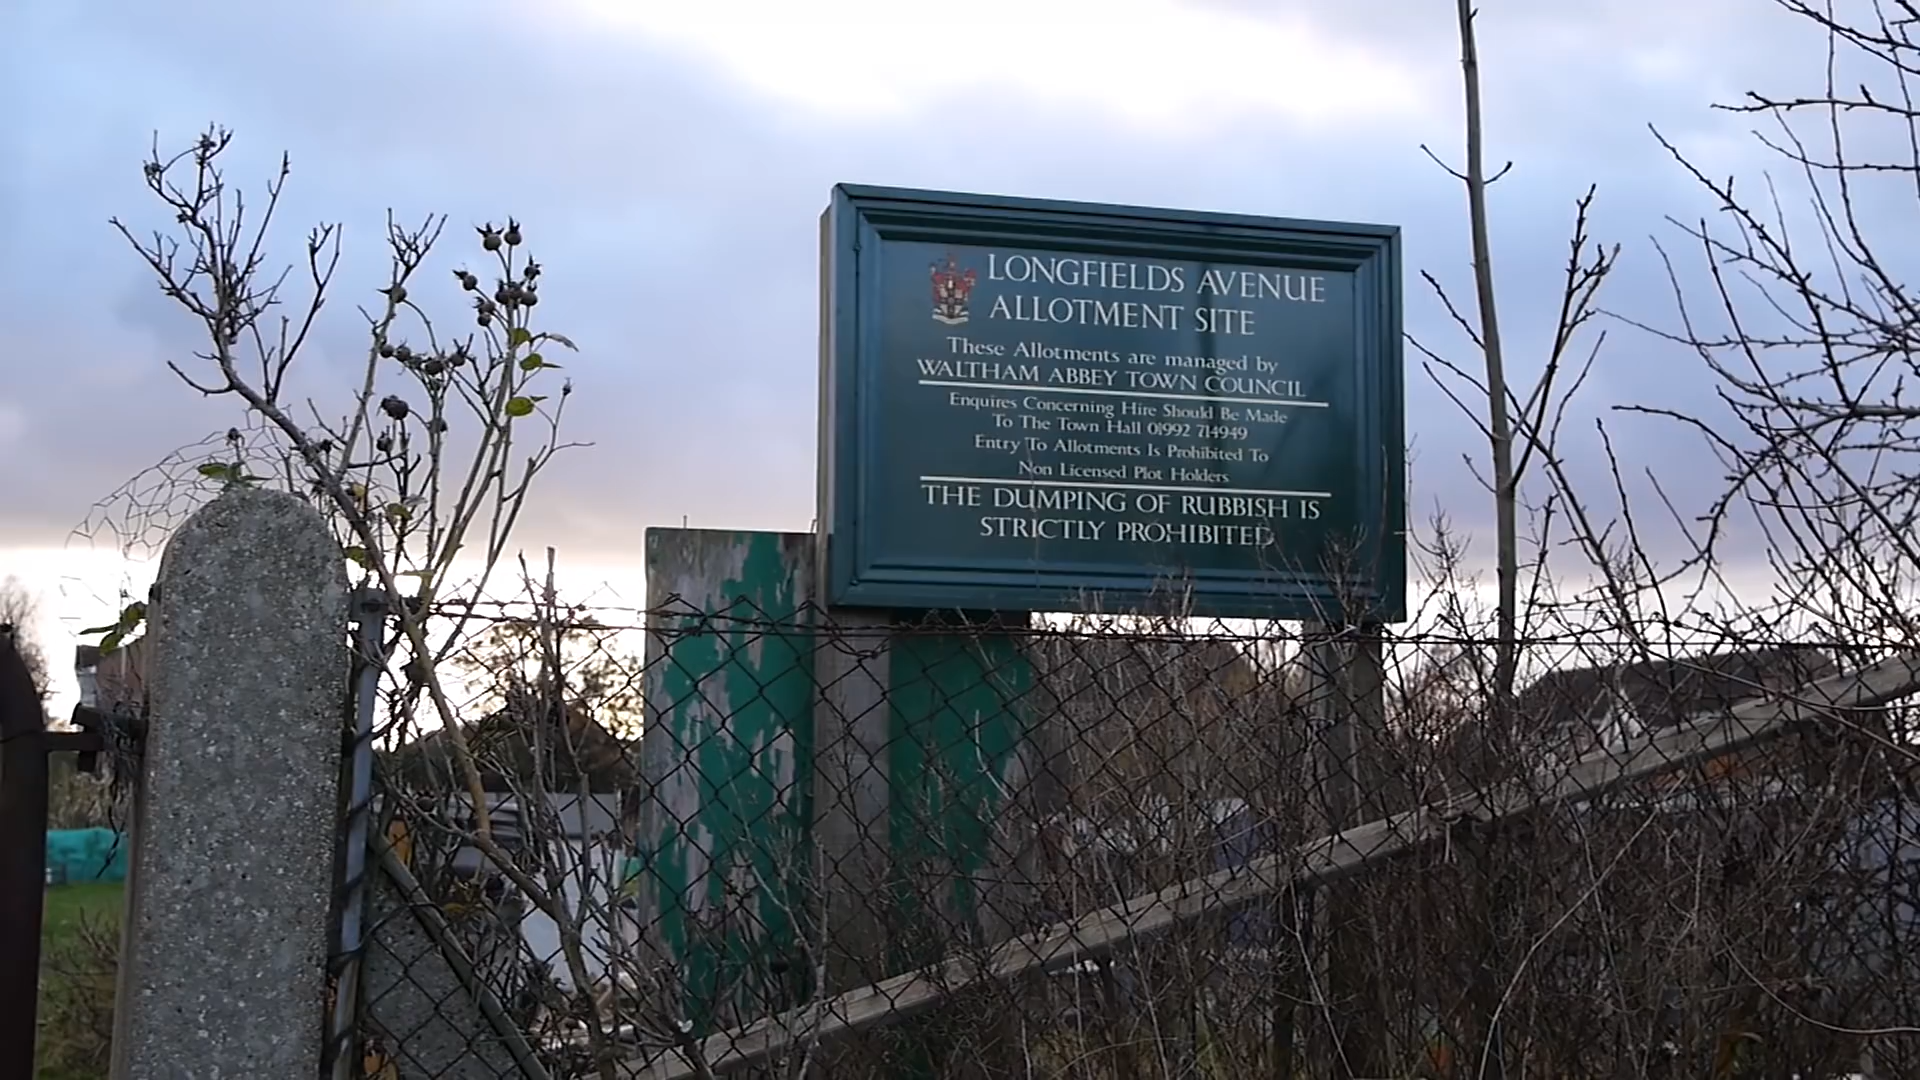 LONGFIELDS AVENUE
ALLOTMENT SITE
These Allotments are managed by
WALTHAM ABBEY TOWN COUNCIL
Enquires Concerning Hire Should Be Made
To The Town Hall 01992 714949
Entry To Allotments Is Prohibited To
Non Licensed Plot Holders
THE DUMPING OF RUBBISH IS
STRICTLY PROHIBITED